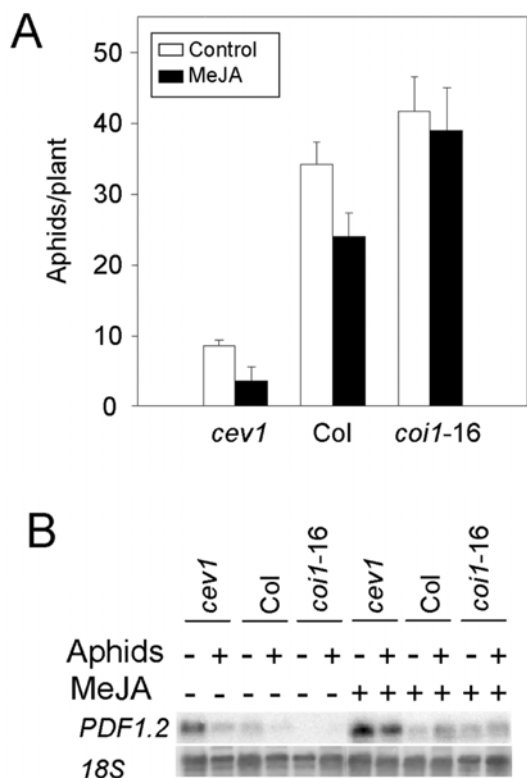 A
50
40
30
20
10
0
Aphids/plant
Control
MeJA
cev1 Col coi1-16
B
cev1 Col coi1-16 cev1 Col coi1-16
Aphids - + - + - + - + - + - +
MeJA - - - - - - + + + + + +
PDF1.2
18S